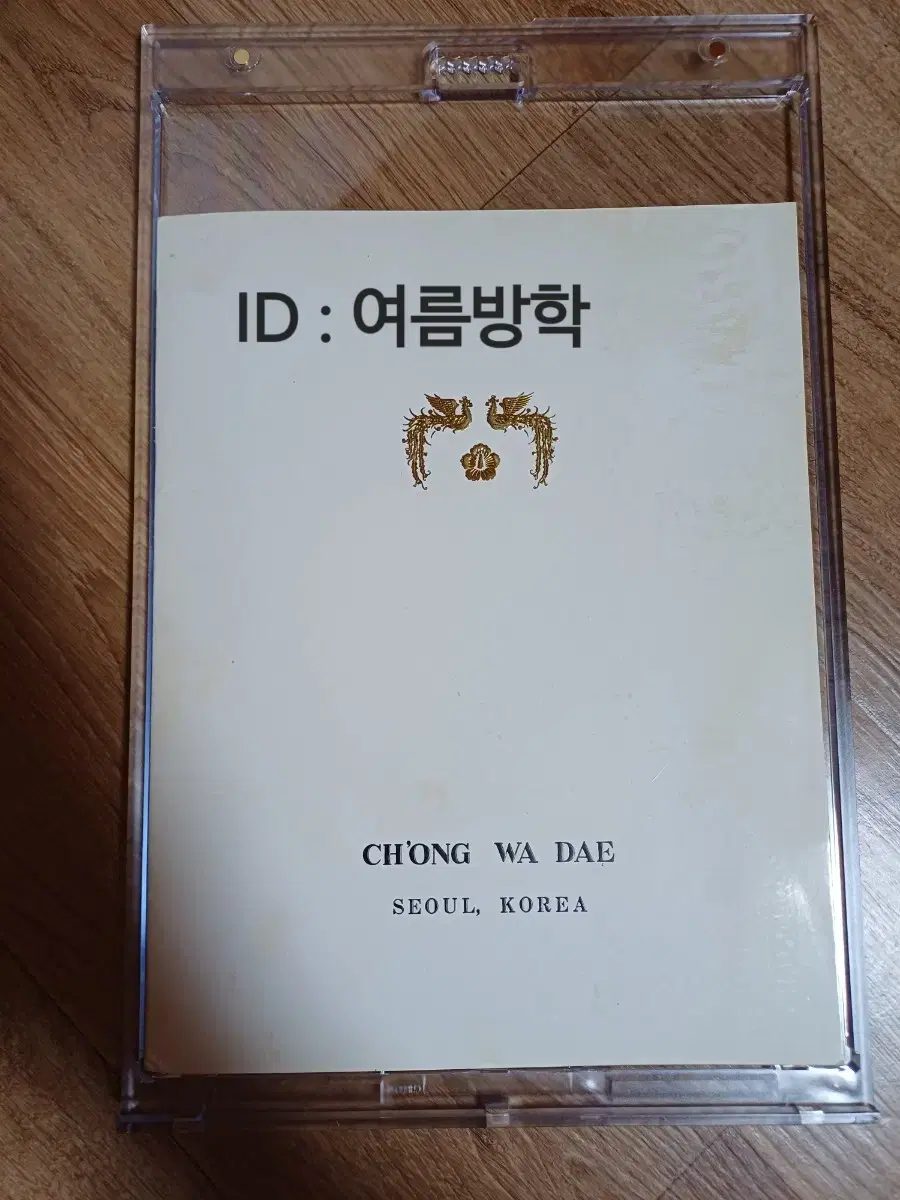 ID : 여름방학
CH'ONG WA DAE
SEOUL, KOREA